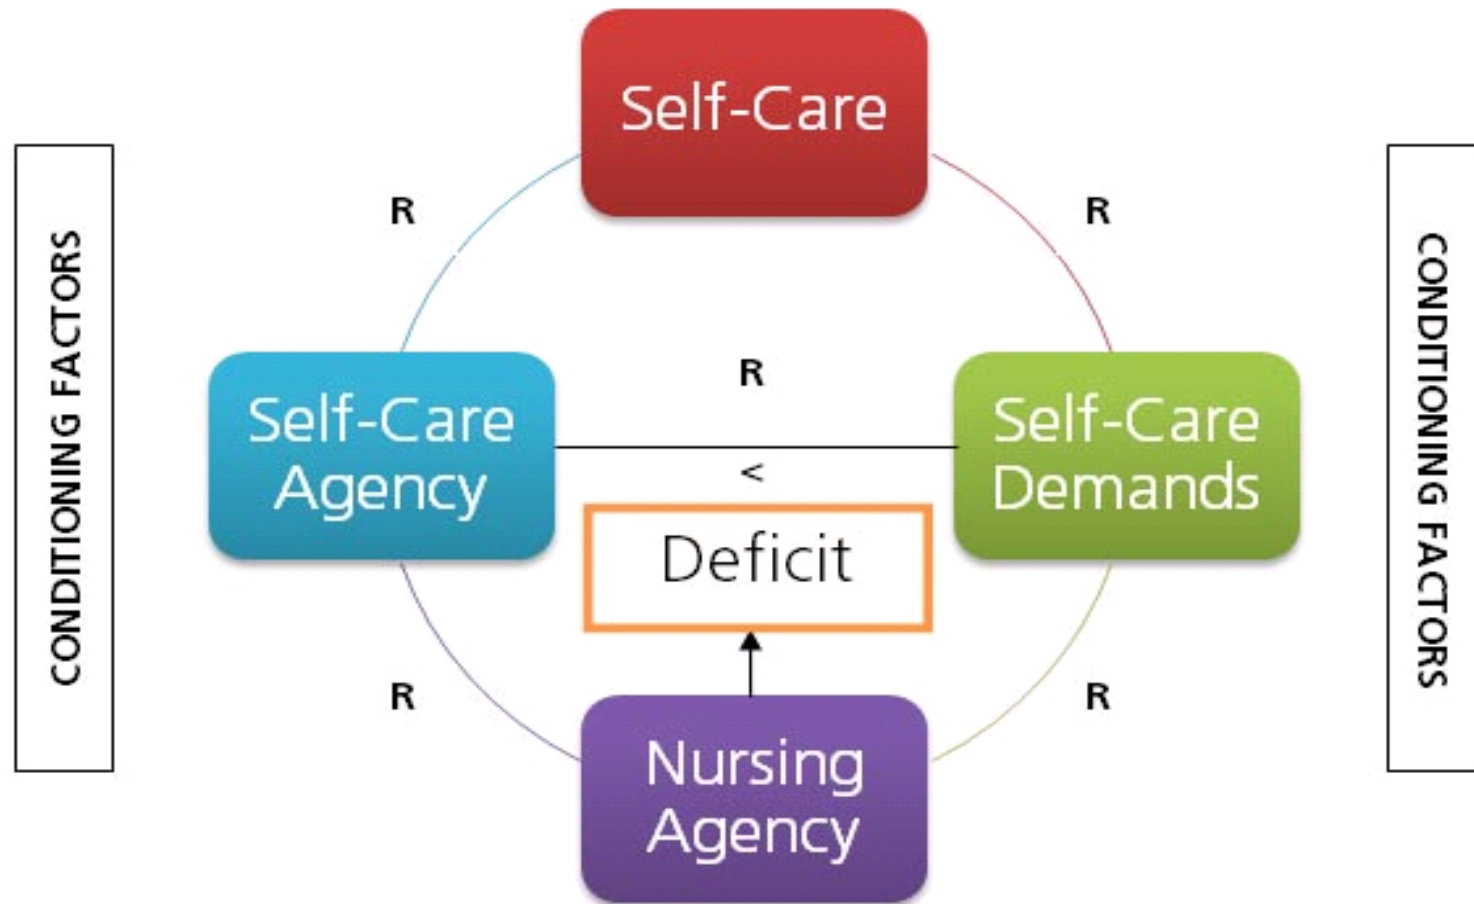 Self-Care
R
R
CONDITIONING FACTORS
CONDITIONING FACTORS
R
Self-Care
Agency
Self-Care
Demands
<
Deficit
R
R
Nursing
Agency